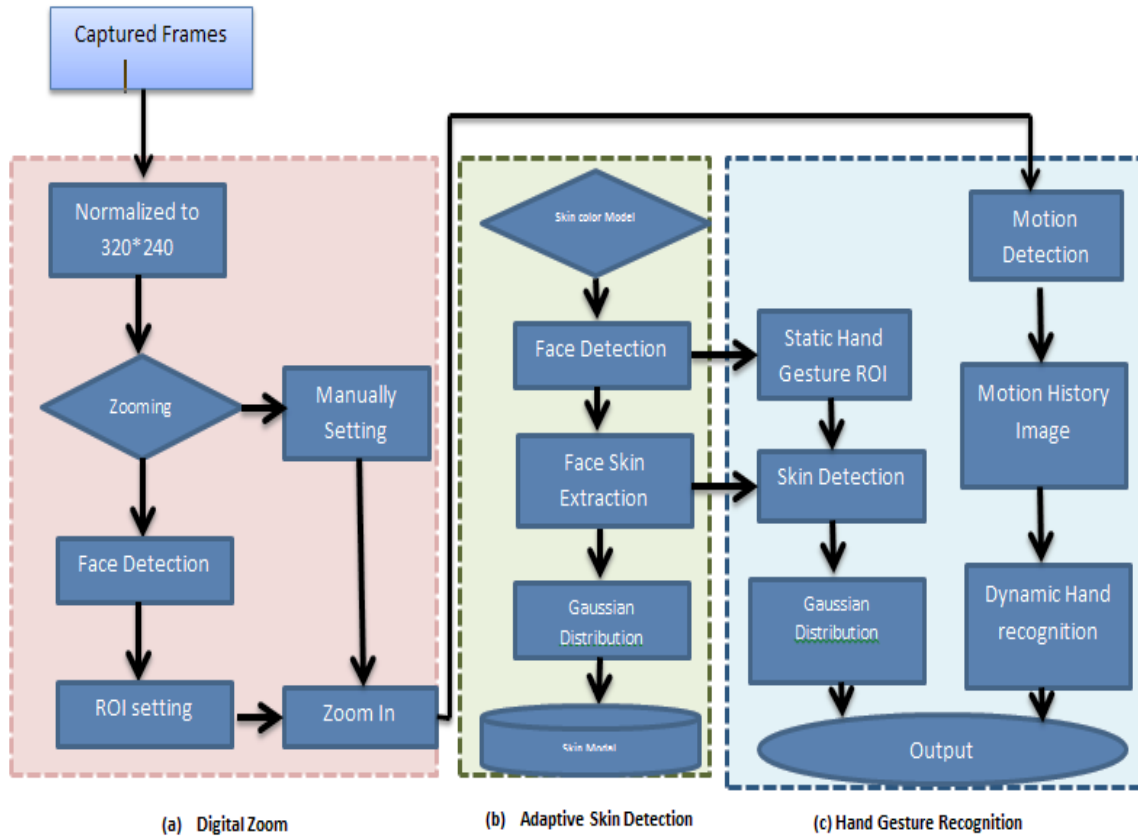 Captured Frames
Normalized to
320*240
Zooming
Manually
Setting
Face Detection
ROI setting
Zoom In
(a) Digital Zoom
Skin color Model
Face Detection
Face Skin
Extraction
Gaussian
Distribution
Skin Model
(b) Adaptive Skin Detection
Static Hand
Gesture ROI
Skin Detection
Gaussian
Distribution
Motion
Detection
Motion History
Image
Dynamic Hand
recognition
Output
(c) Hand Gesture Recognition